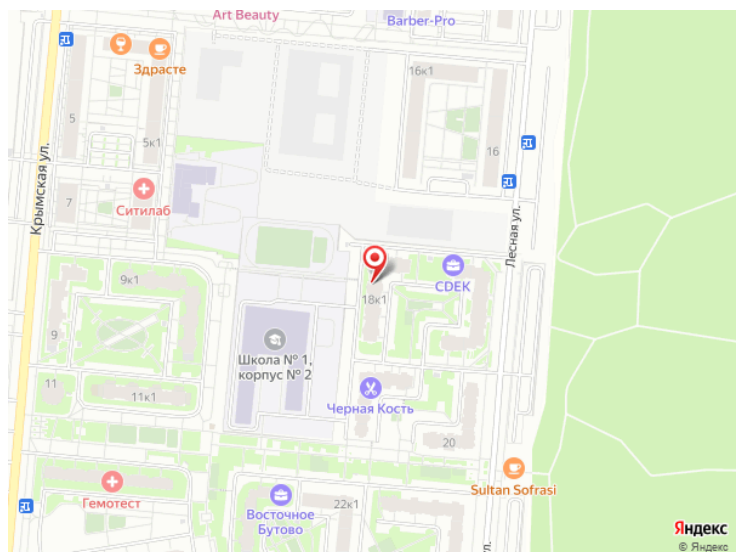 Art Beauty
Barber-Pro
Здрасте
16к1
5
5к1
16
Крымская ул.
7
Ситилаб
Лесная ул.
9к1
CDEK
18к1
9
Школа № 1,
корпус № 2
11
11к1
Черная Кость
20
Гемотест
Sultan Sofrasi
Восточное
Бутово
22к1
ул.
Яндекс
© Яндекс